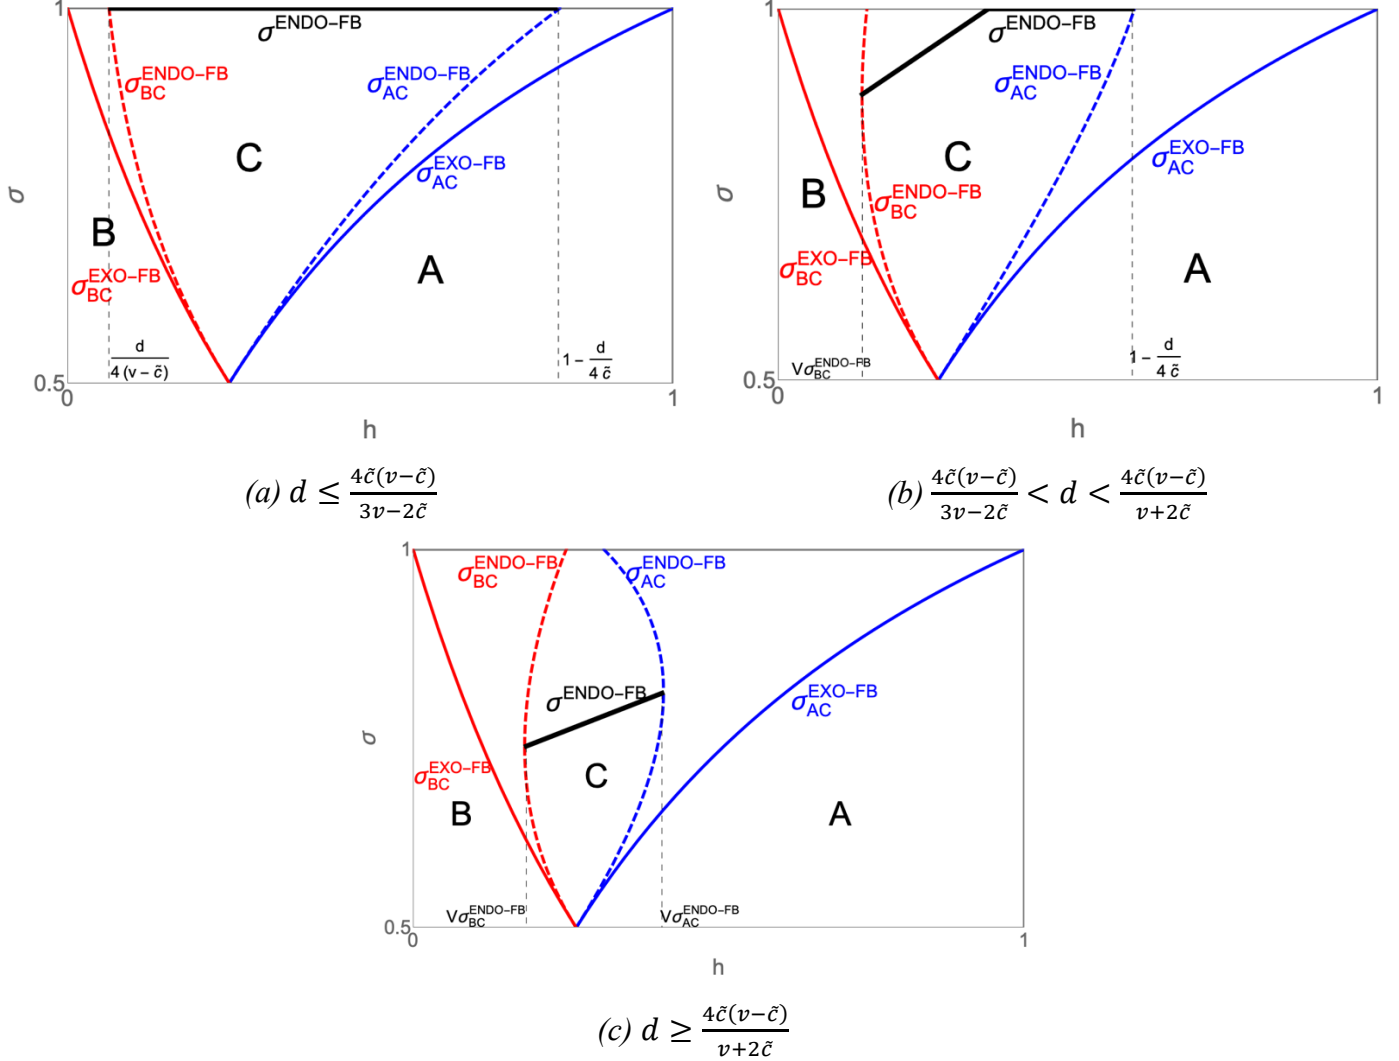 1
σ^ENDO–FB
σ_BC^ENDO–FB
σ_AC^ENDO–FB
C
σ_AC^EXO–FB
σ
B
σ_BC^EXO–FB
A
d / 4 (v – c̃)
1 – d / 4 c̃
0.5
0
1
h
(a) d ≤ 4c̃(v−c̃) / 3v−2c̃
1
σ^ENDO–FB
σ_AC^ENDO–FB
C
σ_AC^EXO–FB
σ
B
σ_BC^ENDO–FB
σ_BC^EXO–FB
A
Vσ_BC^ENDO–FB
1 – d / 4 c̃
0.5
0
1
h
(b) 4c̃(v−c̃) / 3v−2c̃ < d < 4c̃(v−c̃) / v+2c̃
1
σ_BC^ENDO–FB
σ_AC^ENDO–FB
σ^ENDO–FB
σ_AC^EXO–FB
σ
σ_BC^EXO–FB
C
B
A
Vσ_BC^ENDO–FB
Vσ_AC^ENDO–FB
0.5
0
1
h
(c) d ≥ 4c̃(v−c̃) / v+2c̃